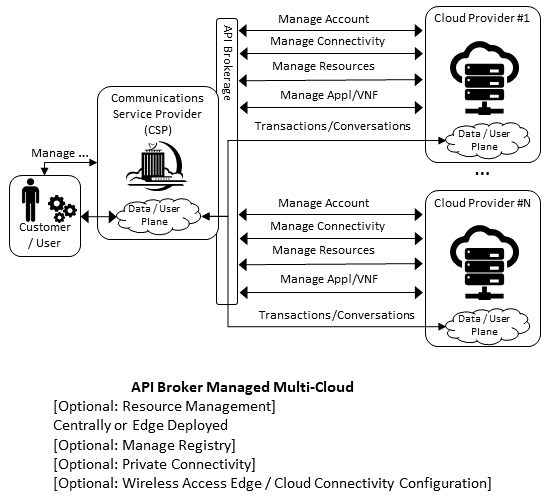 Manage Account
Cloud Provider #1
Manage Connectivity
API Brokerage
Manage Resources
Communications
Service Provider
(CSP)
Manage Appl/VNF
Transactions/Conversations
Data / User
Plane
Manage ...
...
Manage Account
Cloud Provider #N
Data / User
Plane
Customer
/ User
Manage Connectivity
Manage Resources
Manage Appl/VNF
Transactions/Conversations
Data / User
Plane
API Broker Managed Multi-Cloud
[Optional: Resource Management]
Centrally or Edge Deployed
[Optional: Manage Registry]
[Optional: Private Connectivity]
[Optional: Wireless Access Edge / Cloud Connectivity Configuration]